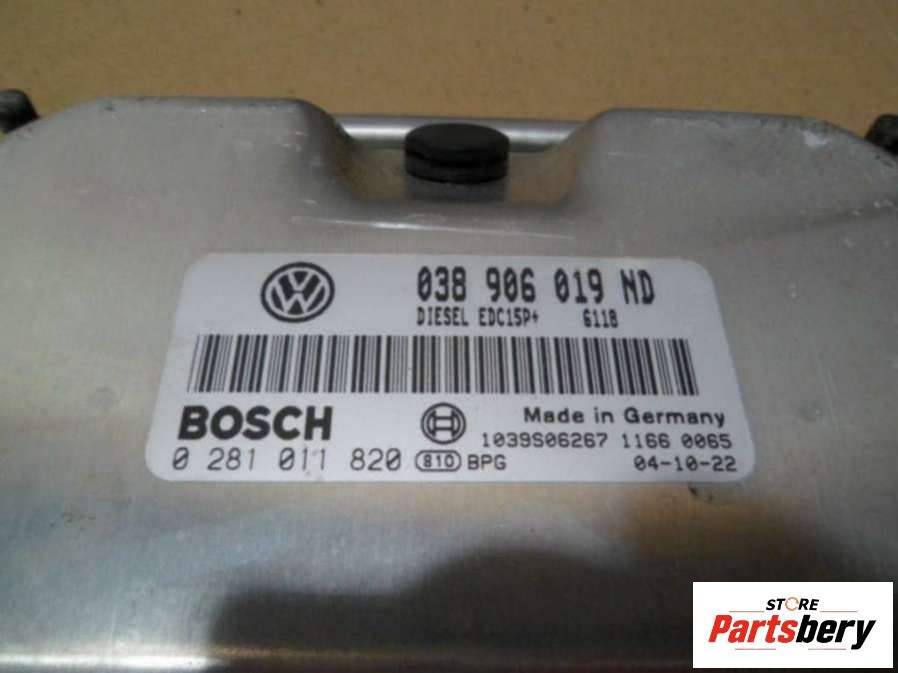 038 906 019 ND
DIESEL EDC15P+ 6118
BOSCH
Made in Germany
1039S06267 1166 0065
0 281 011 820 810 BPG 04-10-22
STORE
Partsbery